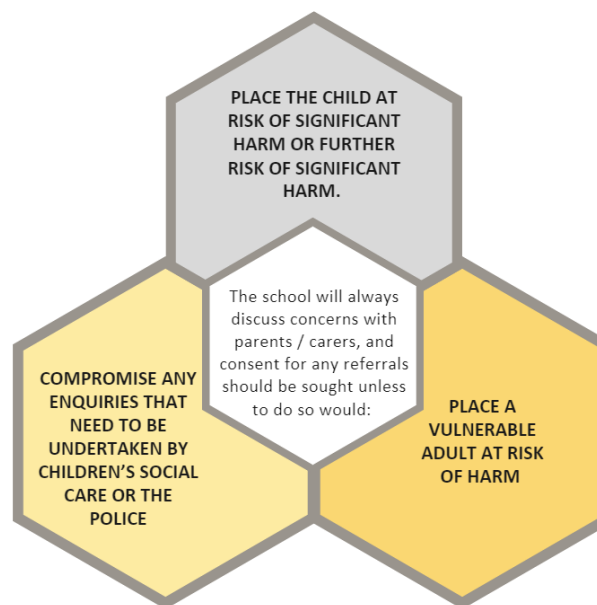 PLACE THE CHILD AT
RISK OF SIGNIFICANT
HARM OR FURTHER
RISK OF SIGNIFICANT
HARM.
The school will always
discuss concerns with
parents / carers, and
consent for any referrals
should be sought unless
to do so would:
COMPROMISE ANY
ENQUIRIES THAT
NEED TO BE
UNDERTAKEN BY
CHILDREN’S SOCIAL
CARE OR THE
POLICE
PLACE A
VULNERABLE
ADULT AT RISK
OF HARM